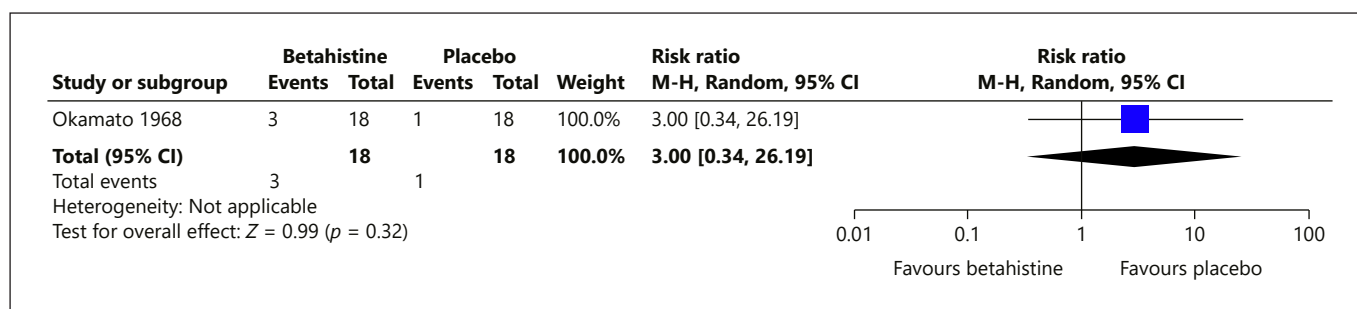 Betahistine Placebo Risk ratio Risk ratio
Study or subgroup Events Total Events Total Weight M-H, Random, 95% CI M-H, Random, 95% CI
Okamato 1968 3 18 1 18 100.0% 3.00 [0.34, 26.19]
Total (95% CI) 18 18 100.0% 3.00 [0.34, 26.19]
Total events 3 1
Heterogeneity: Not applicable
Test for overall effect: Z = 0.99 (p = 0.32)
0.01 0.1 1 10 100
Favours betahistine Favours placebo